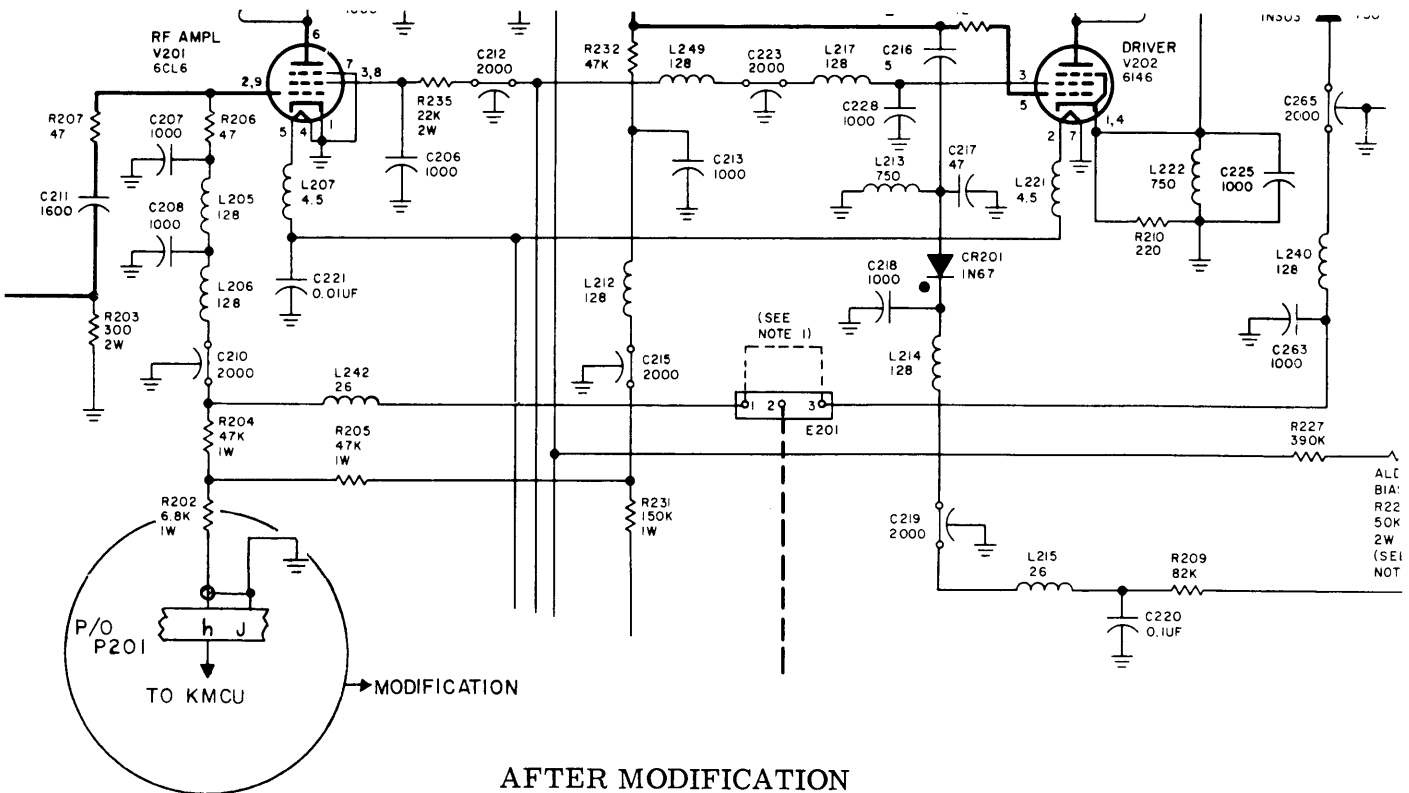 RF AMPL
V201
6CL6
6
7
3,8
2,9
5
4
1
C212
2000
R232
47K
L249
128
C223
2000
L217
128
C216
5
3
5
DRIVER
V202
6146
1,4
2
7
C265
2000
R207
47
C207
1000
R206
47
R235
22K
2W
C206
1000
C228
1000
C213
1000
L213
750
C217
47
L221
4.5
L222
750
C225
1000
C211
1600
C208
1000
L205
128
L207
4.5
R210
220
L206
128
C221
0.01UF
L212
128
C218
1000
CR201
1N67
L240
128
R203
300
2W
C210
2000
C215
2000
(SEE
NOTE 1)
L214
128
C263
1000
L242
26
1 2 3
E201
R204
47K
1W
R205
47K
1W
R227
390K
R202
6.8K
1W
R231
150K
1W
C219
2000
BIA
R22
50K
2W
(SEE
NOT
L215
26
R209
82K
C220
0.1UF
P/O
P201
h J
TO KMCU
MODIFICATION
AFTER MODIFICATION